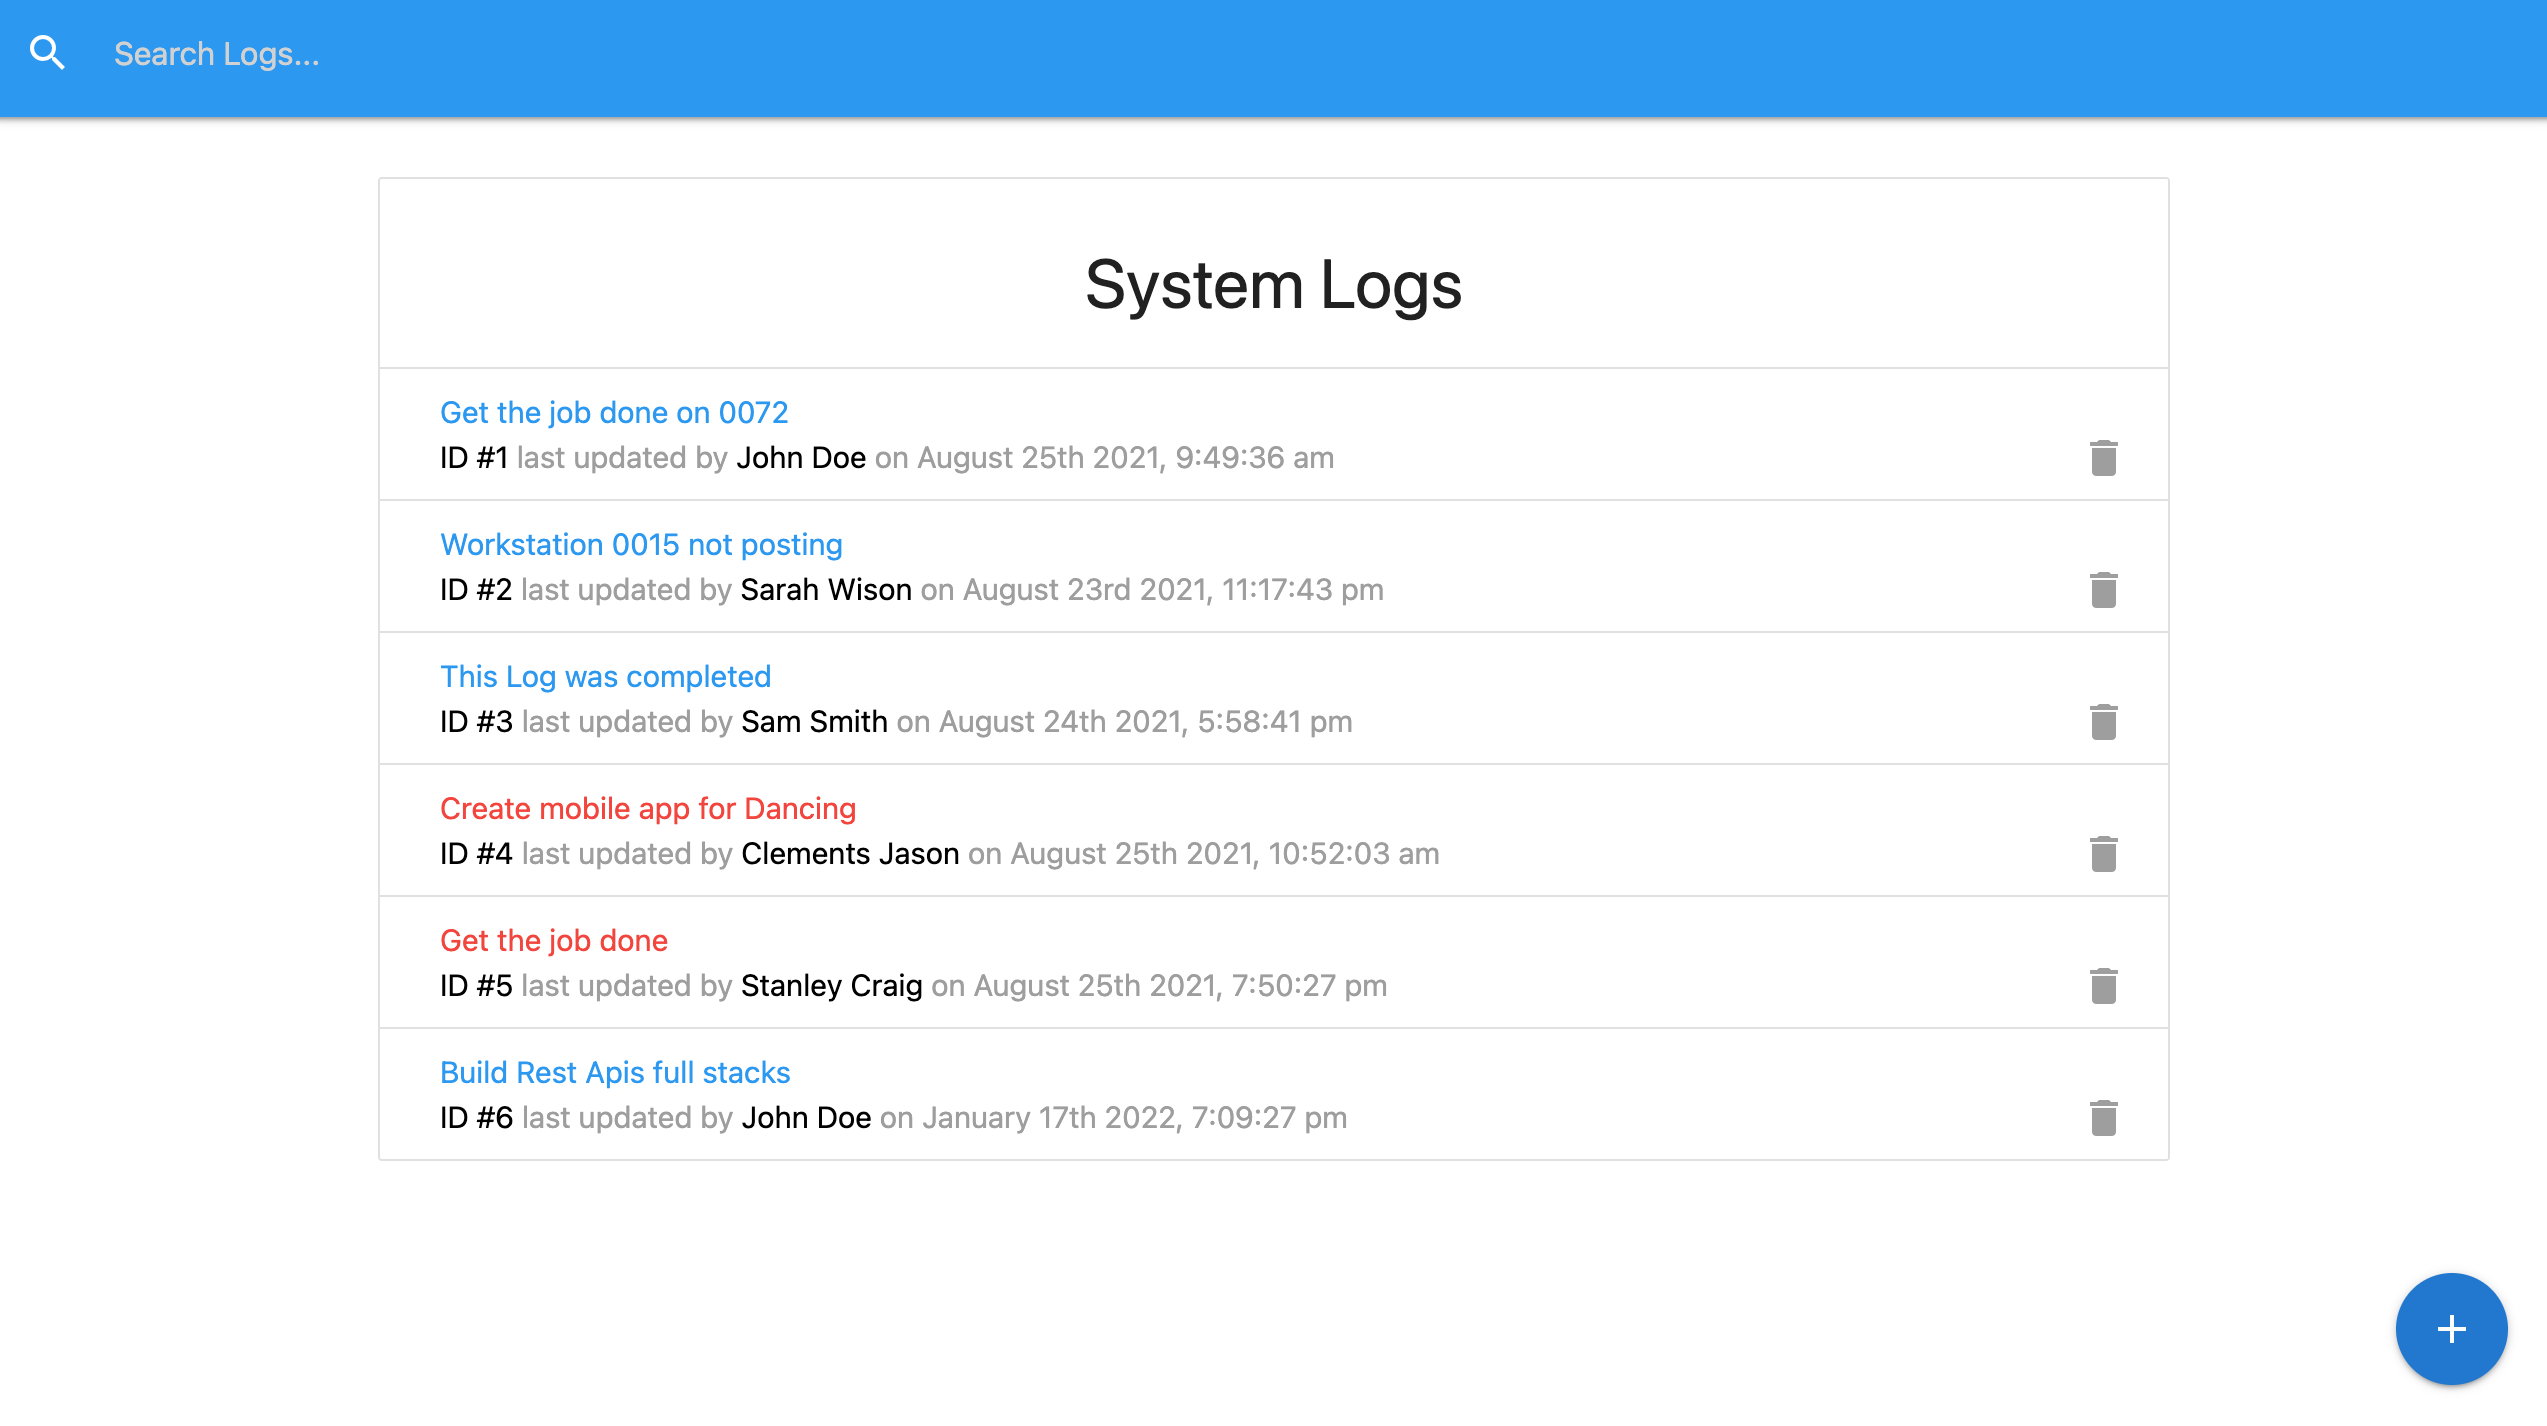 Search Logs...
System Logs
Get the job done on 0072
ID #1 last updated by John Doe on August 25th 2021, 9:49:36 am
Workstation 0015 not posting
ID #2 last updated by Sarah Wison on August 23rd 2021, 11:17:43 pm
This Log was completed
ID #3 last updated by Sam Smith on August 24th 2021, 5:58:41 pm
Create mobile app for Dancing
ID #4 last updated by Clements Jason on August 25th 2021, 10:52:03 am
Get the job done
ID #5 last updated by Stanley Craig on August 25th 2021, 7:50:27 pm
Build Rest Apis full stacks
ID #6 last updated by John Doe on January 17th 2022, 7:09:27 pm